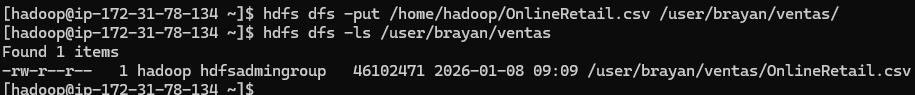 [hadoop@ip-172-31-78-134 ~]$ hdfs dfs -put /home/hadoop/OnlineRetail.csv /user/brayan/ventas/
[hadoop@ip-172-31-78-134 ~]$ hdfs dfs -ls /user/brayan/ventas
Found 1 items
-rw-r--r--   1 hadoop hdfsadmingroup   46102471 2026-01-08 09:09 /user/brayan/ventas/OnlineRetail.csv
[hadoop@ip-172-31-78-134 ~]$